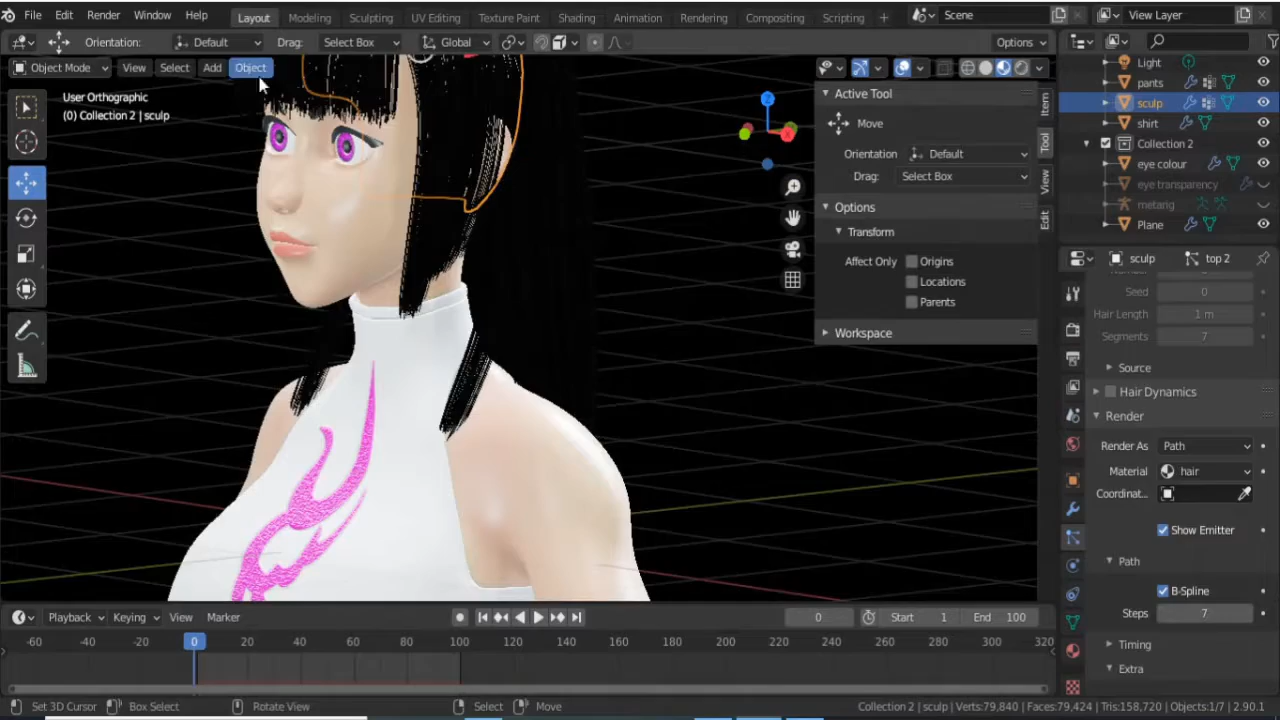 File Edit Render Window Help Layout Modeling Sculpting UV Editing Texture Paint Shading Animation Rendering Compositing Scripting + Scene View Layer
Orientation: Default Drag: Select Box Global Options
Object Mode View Select Add Object
User Orthographic
(0) Collection 2 | sculp
Z
X
Active Tool
Move
Orientation Default
Drag: Select Box
Options
Transform
Affect Only Origins
Locations
Parents
Workspace
Item
Tool
View
Edit
Light
pants
sculp
shirt
Collection 2
eye colour
eye transparency
metarig
Plane
sculp top 2
Seed 0
Hair Length 1 m
Segments 7
Source
Hair Dynamics
Render
Render As Path
Material hair
Coordinat...
Show Emitter
Path
B-Spline
Steps 7
Timing
Extra
Playback Keying View Marker 0 Start 1 End 100
-60 -40 -20 0 20 40 60 80 100 120 140 160 180 200 220 240 260 280 300 320
Set 3D Cursor Box Select Rotate View Select Move Collection 2 | sculp | Verts:79,840 | Faces:79,424 | Tris:158,720 | Objects:1/7 | 2.90.1